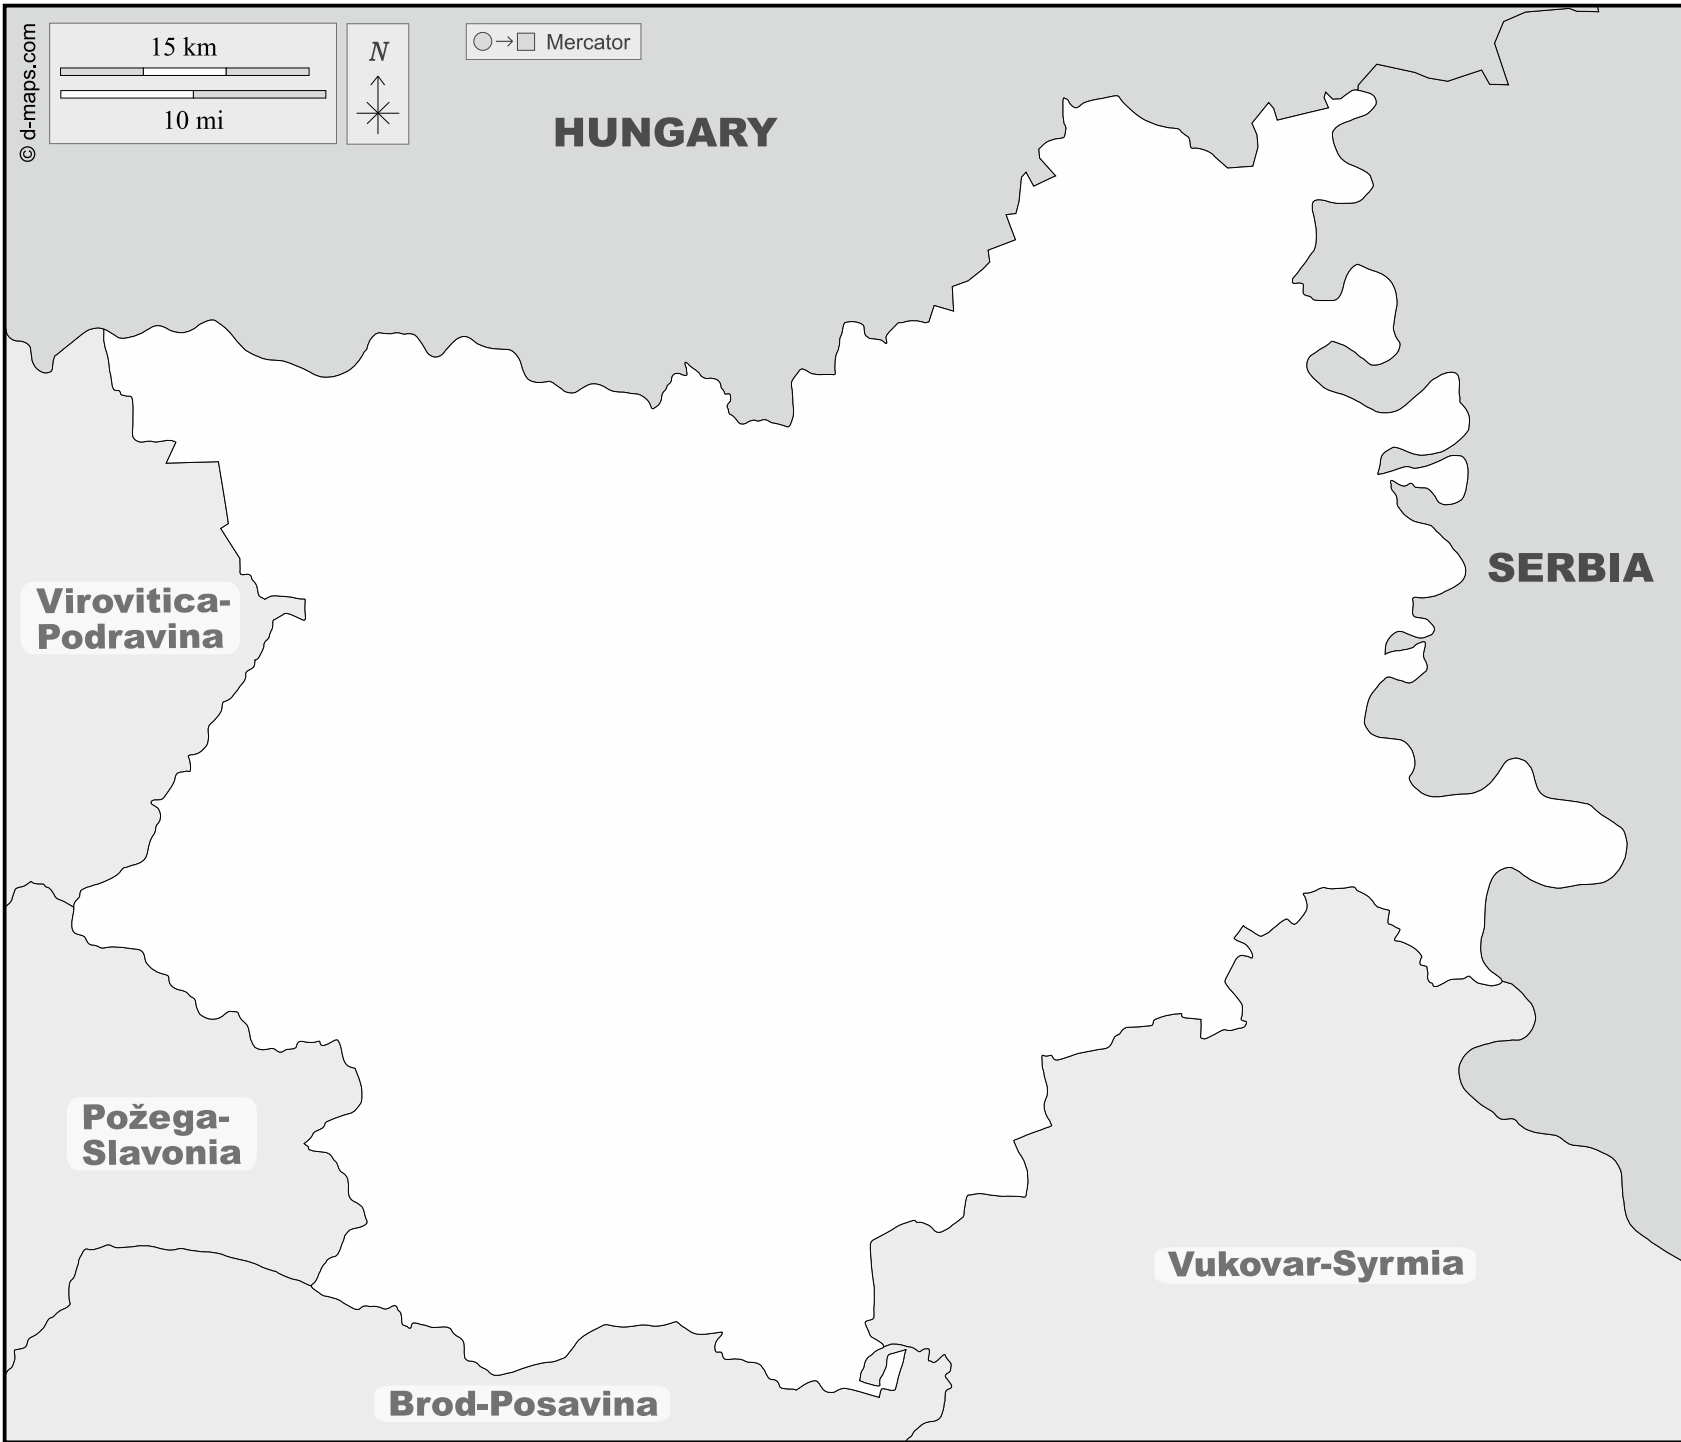 © d-maps.com
15 km
10 mi
N
Mercator
HUNGARY
SERBIA
Virovitica-
Podravina
Požega-
Slavonia
Vukovar-Syrmia
Brod-Posavina